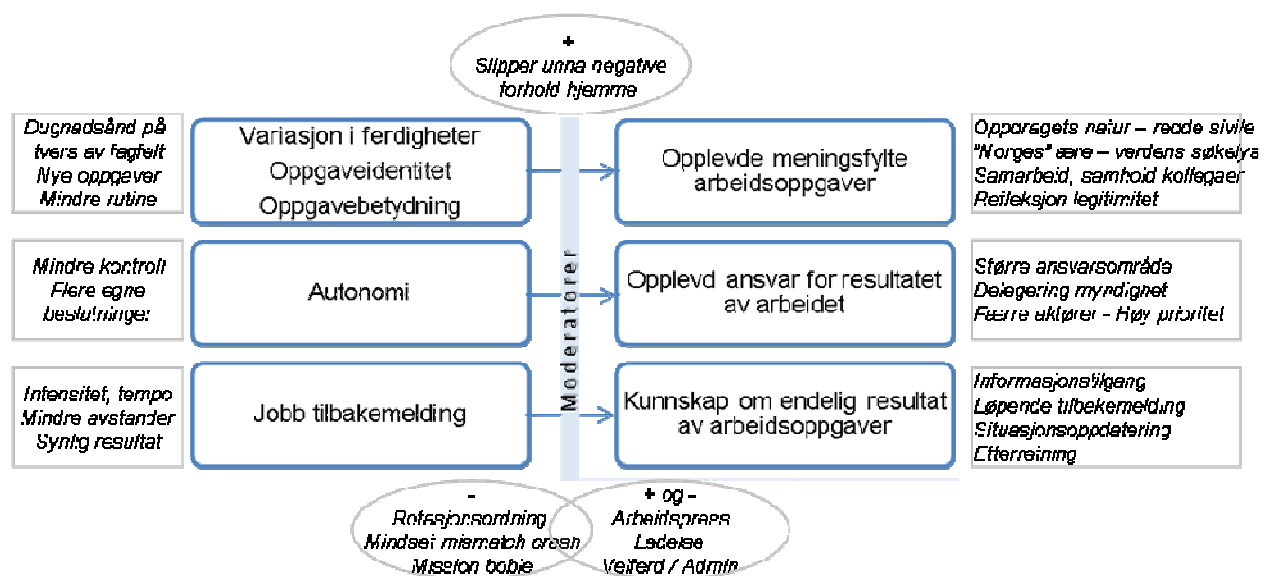 +
Slipper unna negative
forhold hjemme
Dugnadsånd på
tvers av fagfelt
Nye oppgaver
Mindre rutine
Variasjon i ferdigheter
Oppgaveidentitet
Oppgavebetydning
Opplevde meningsfylte
arbeidsoppgaver
Oppdragets natur – redde sivile
"Norges" ære – verdens søkelys
Samarbeid, samhold kollegaer
Refleksjon legitimitet
Mindre kontroll
Flere egne
beslutninger
Autonomi
Moderatorer
Opplevd ansvar for resultatet
av arbeidet
Større ansvarsområde
Delegering myndighet
Færre aktører - Høy prioritet
Intensitet, tempo
Mindre avstander
Synlig resultat
Jobb tilbakemelding
Kunnskap om endelig resultat
av arbeidsoppgaver
Informasjonstilgang
Løpende tilbakemelding
Situasjonsoppdatering
Etterretning
-
Rotasjonsordning
Mindset mismatch
Mission boble
+ og -
Arbeidspress
Ledelse
Velferd / Admin